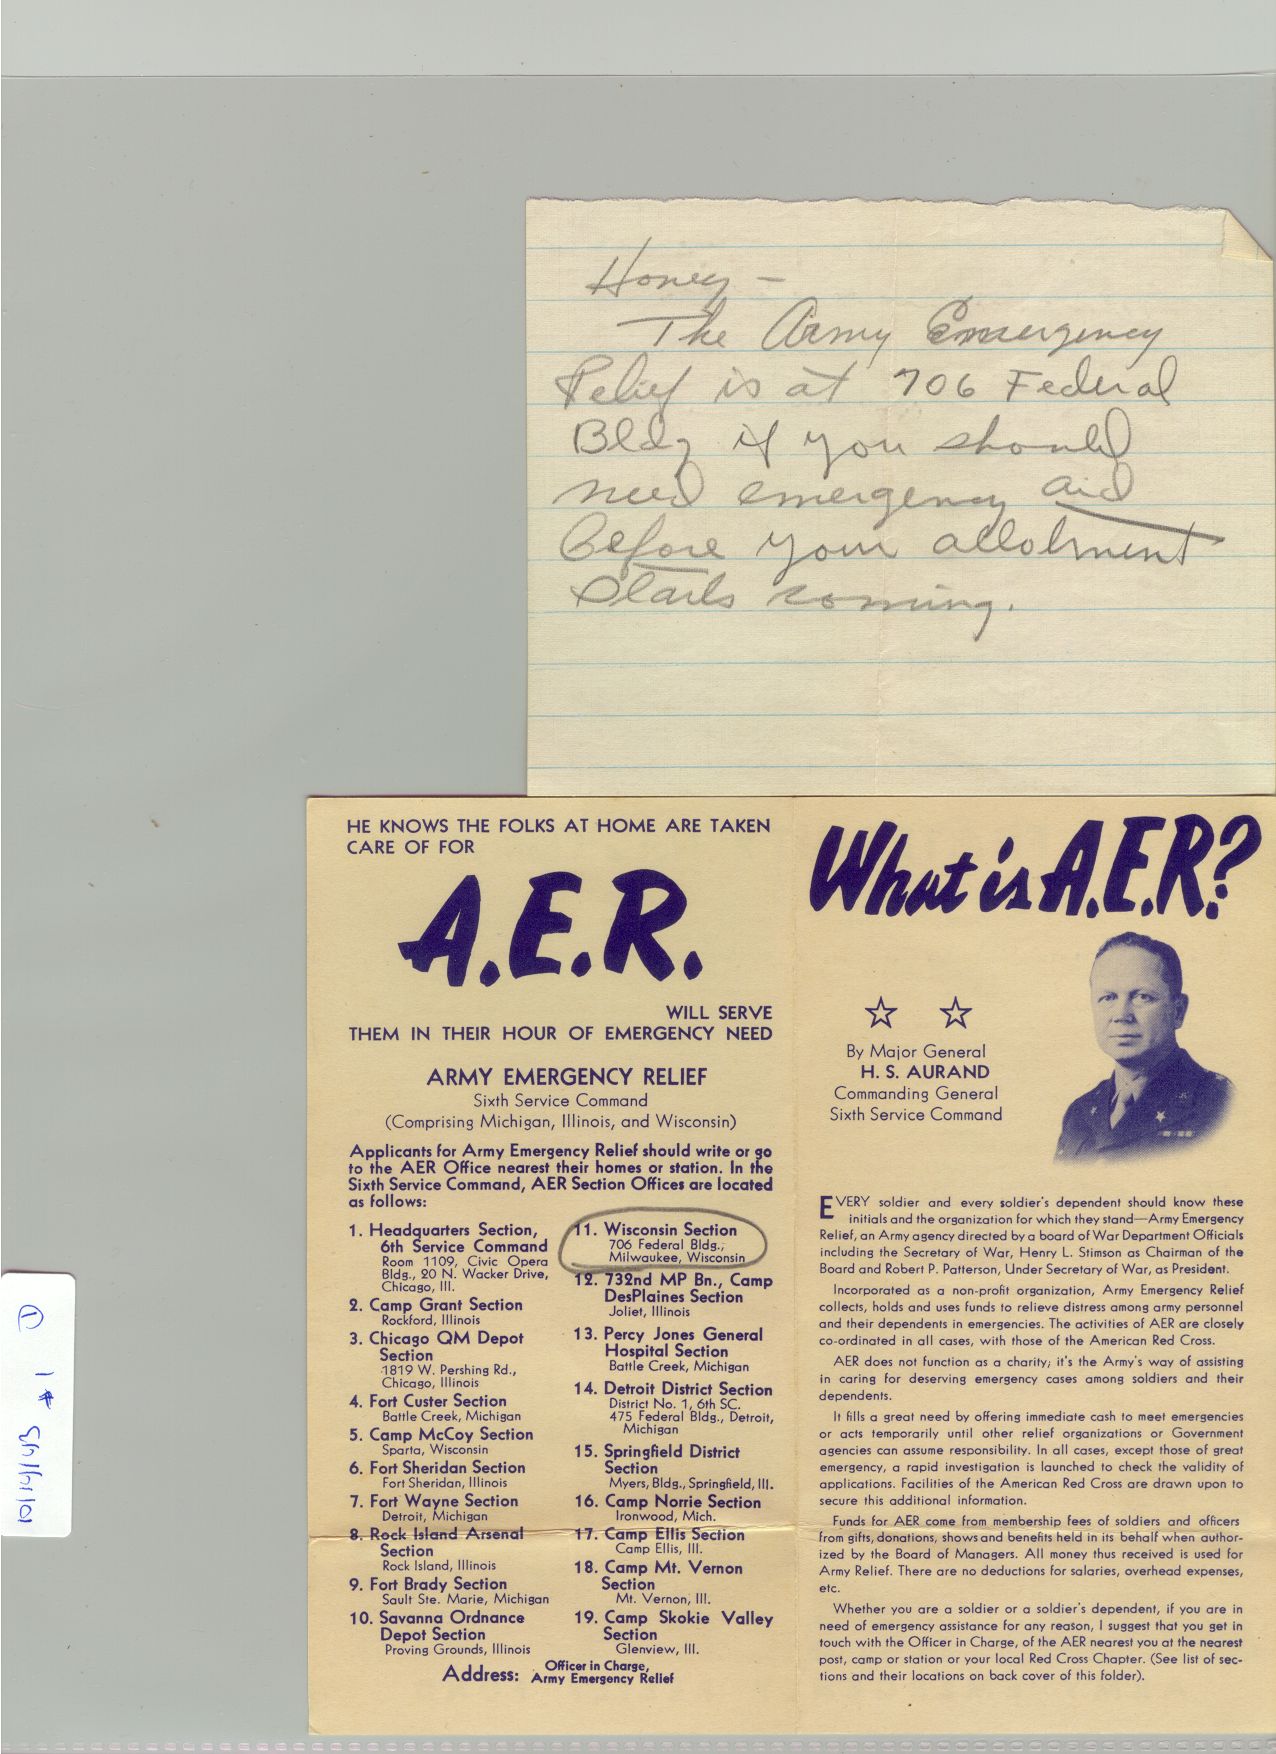 Honey -
The Army Emergency
Relief is at 706 Federal
Bldg if you should
need emergency aid
before your allotment
starts coming.
HE KNOWS THE FOLKS AT HOME ARE TAKEN
CARE OF FOR
A.E.R.
WILL SERVE
THEM IN THEIR HOUR OF EMERGENCY NEED
ARMY EMERGENCY RELIEF
Sixth Service Command
(Comprising Michigan, Illinois, and Wisconsin)
Applicants for Army Emergency Relief should write or go
to the AER Office nearest their homes or station. In the
Sixth Service Command, AER Section Offices are located
as follows:
1. Headquarters Section,
6th Service Command
Room 1109, Civic Opera
Bldg., 20 N. Wacker Drive,
Chicago, Ill.
2. Camp Grant Section
Rockford, Illinois
3. Chicago QM Depot
Section
1819 W. Pershing Rd.,
Chicago, Illinois
4. Fort Custer Section
Battle Creek, Michigan
5. Camp McCoy Section
Sparta, Wisconsin
6. Fort Sheridan Section
Fort Sheridan, Illinois
7. Fort Wayne Section
Detroit, Michigan
8. Rock Island Arsenal
Section
Rock Island, Illinois
9. Fort Brady Section
Sault Ste. Marie, Michigan
10. Savanna Ordnance
Depot Section
Proving Grounds, Illinois
11. Wisconsin Section
706 Federal Bldg.,
Milwaukee, Wisconsin
12. 732nd MP Bn., Camp
DesPlaines Section
Joliet, Illinois
13. Percy Jones General
Hospital Section
Battle Creek, Michigan
14. Detroit District Section
District No. 1, 6th SC.
475 Federal Bldg., Detroit,
Michigan
15. Springfield District
Section
Myers, Bldg., Springfield, Ill.
16. Camp Norrie Section
Ironwood, Mich.
17. Camp Ellis Section
Camp Ellis, Ill.
18. Camp Mt. Vernon
Section
Mt. Vernon, Ill.
19. Camp Skokie Valley
Section
Glenview, Ill.
Address: Officer in Charge,
Army Emergency Relief
What is A.E.R.?
By Major General
H. S. AURAND
Commanding General
Sixth Service Command
EVERY soldier and every soldier's dependent should know these
initials and the organization for which they stand—Army Emergency
Relief, an Army agency directed by a board of War Department Officials
including the Secretary of War, Henry L. Stimson as Chairman of the
Board and Robert P. Patterson, Under Secretary of War, as President.
Incorporated as a non-profit organization, Army Emergency Relief
collects, holds and uses funds to relieve distress among army personnel
and their dependents in emergencies. The activities of AER are closely
co-ordinated in all cases, with those of the American Red Cross.
AER does not function as a charity; it's the Army's way of assisting
in caring for deserving emergency cases among soldiers and their
dependents.
It fills a great need by offering immediate cash to meet emergencies
or acts temporarily until other relief organizations or Government
agencies can assume responsibility. In all cases, except those of great
emergency, a rapid investigation is launched to check the validity of
applications. Facilities of the American Red Cross are drawn upon to
secure this additional information.
Funds for AER come from membership fees of soldiers and officers
from gifts, donations, shows and benefits held in its behalf when author-
ized by the Board of Managers. All money thus received is used for
Army Relief. There are no deductions for salaries, overhead expenses,
etc.
Whether you are a soldier or a soldier's dependent, if you are in
need of emergency assistance for any reason, I suggest that you get in
touch with the Officer in Charge, of the AER nearest you at the nearest
post, camp or station or your local Red Cross Chapter. (See list of sec-
tions and their locations on back cover of this folder).
10/14/43 #1 ①